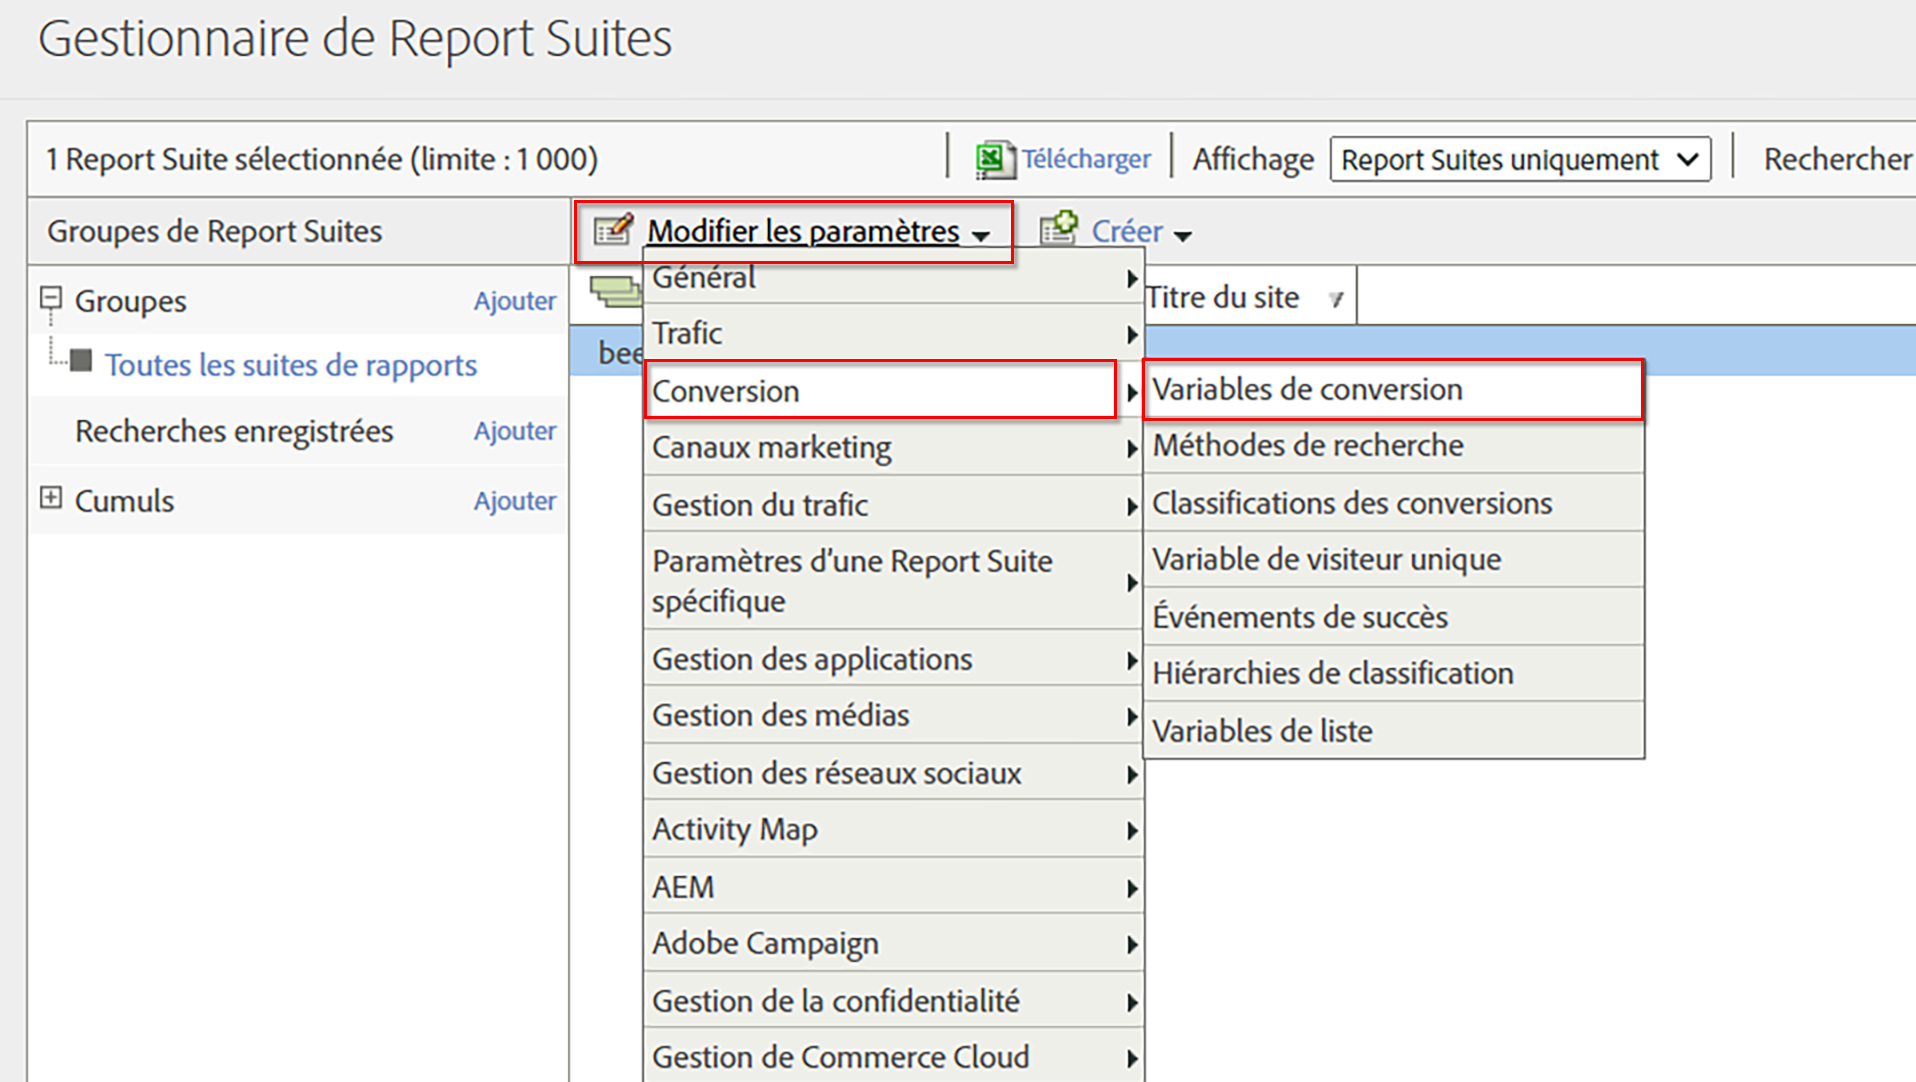 Gestionnaire de Report Suites
1 Report Suite sélectionnée (limite : 1 000)
Télécharger
Affichage
Report Suites uniquement
Rechercher
Groupes de Report Suites
Modifier les paramètres
Créer
Groupes
Ajouter
Toutes les suites de rapports
Recherches enregistrées
Ajouter
Cumuls
Ajouter
Titre du site
bee
Général
Trafic
Conversion
Canaux marketing
Gestion du trafic
Paramètres d'une Report Suite
spécifique
Gestion des applications
Gestion des médias
Gestion des réseaux sociaux
Activity Map
AEM
Adobe Campaign
Gestion de la confidentialité
Gestion de Commerce Cloud
Variables de conversion
Méthodes de recherche
Classifications des conversions
Variable de visiteur unique
Événements de succès
Hiérarchies de classification
Variables de liste